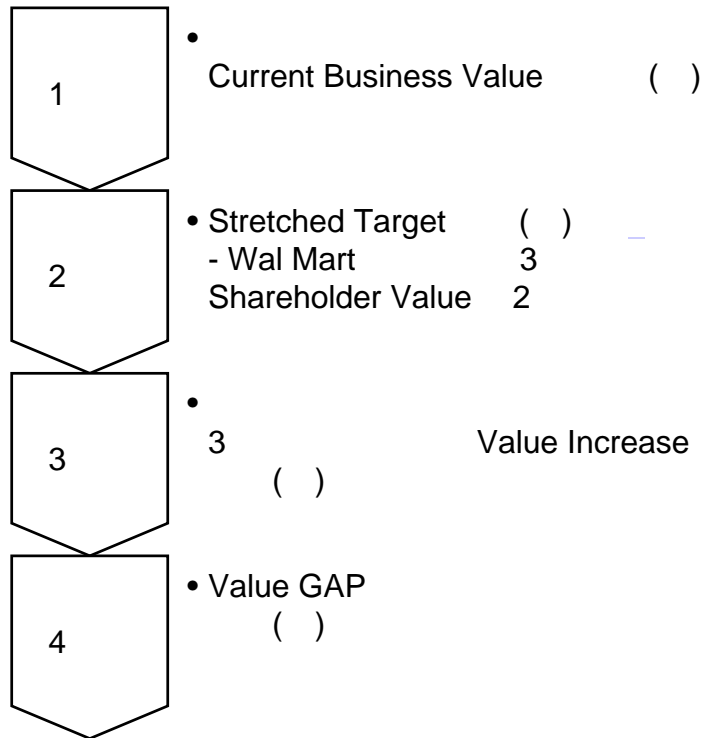 1
•
Current Business Value ( )
2
• Stretched Target ( ) _
- Wal Mart 3
Shareholder Value 2
3
•
3 Value Increase
( )
4
• Value GAP
( )